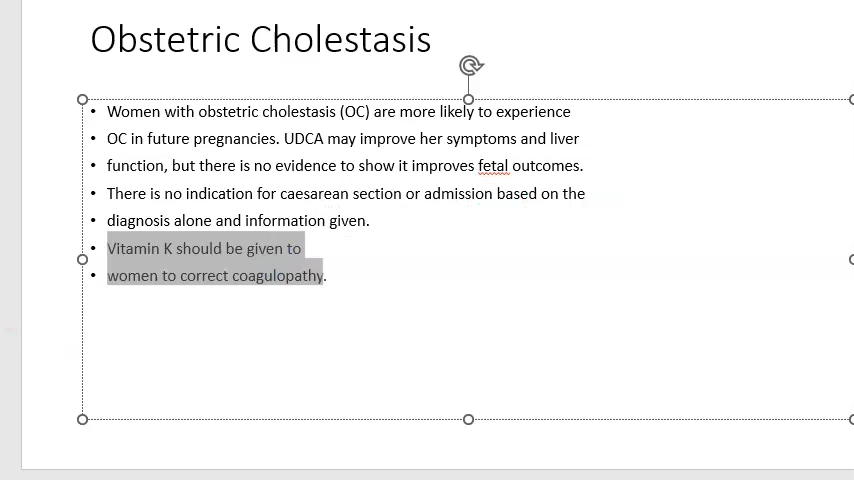 Obstetric Cholestasis
• Women with obstetric cholestasis (OC) are more likely to experience
• OC in future pregnancies. UDCA may improve her symptoms and liver
• function, but there is no evidence to show it improves fetal outcomes.
• There is no indication for caesarean section or admission based on the
• diagnosis alone and information given.
• Vitamin K should be given to
• women to correct coagulopathy.